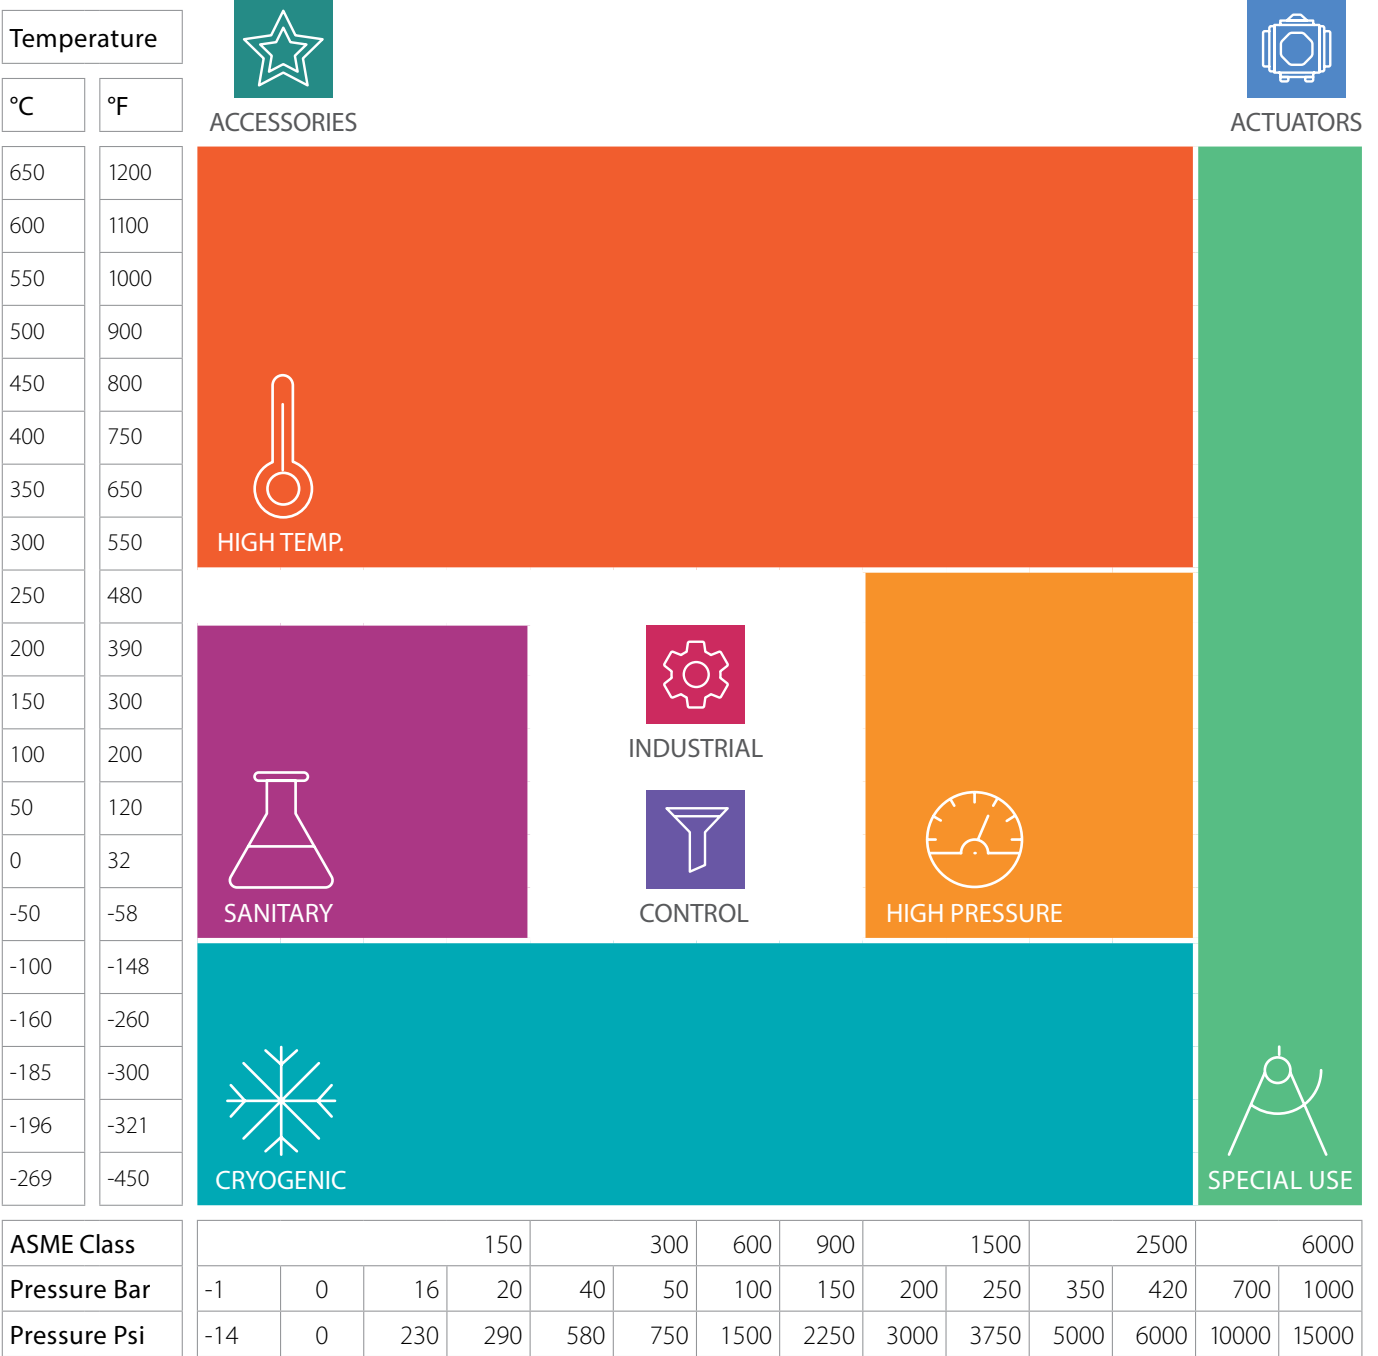 Temperature
°C °F
ACCESSORIES ACTUATORS
650 1200
600 1100
550 1000
500 900
450 800
400 750
350 650
300 550 HIGH TEMP.
250 480
200 390
150 300
100 200 INDUSTRIAL
50 120
0 32
-50 -58 SANITARY CONTROL HIGH PRESSURE
-100 -148
-160 -260
-185 -300
-196 -321
-269 -450 CRYOGENIC SPECIAL USE
ASME Class 150 300 600 900 1500 2500 6000
Pressure Bar -1 0 16 20 40 50 100 150 200 250 350 420 700 1000
Pressure Psi -14 0 230 290 580 750 1500 2250 3000 3750 5000 6000 10000 15000